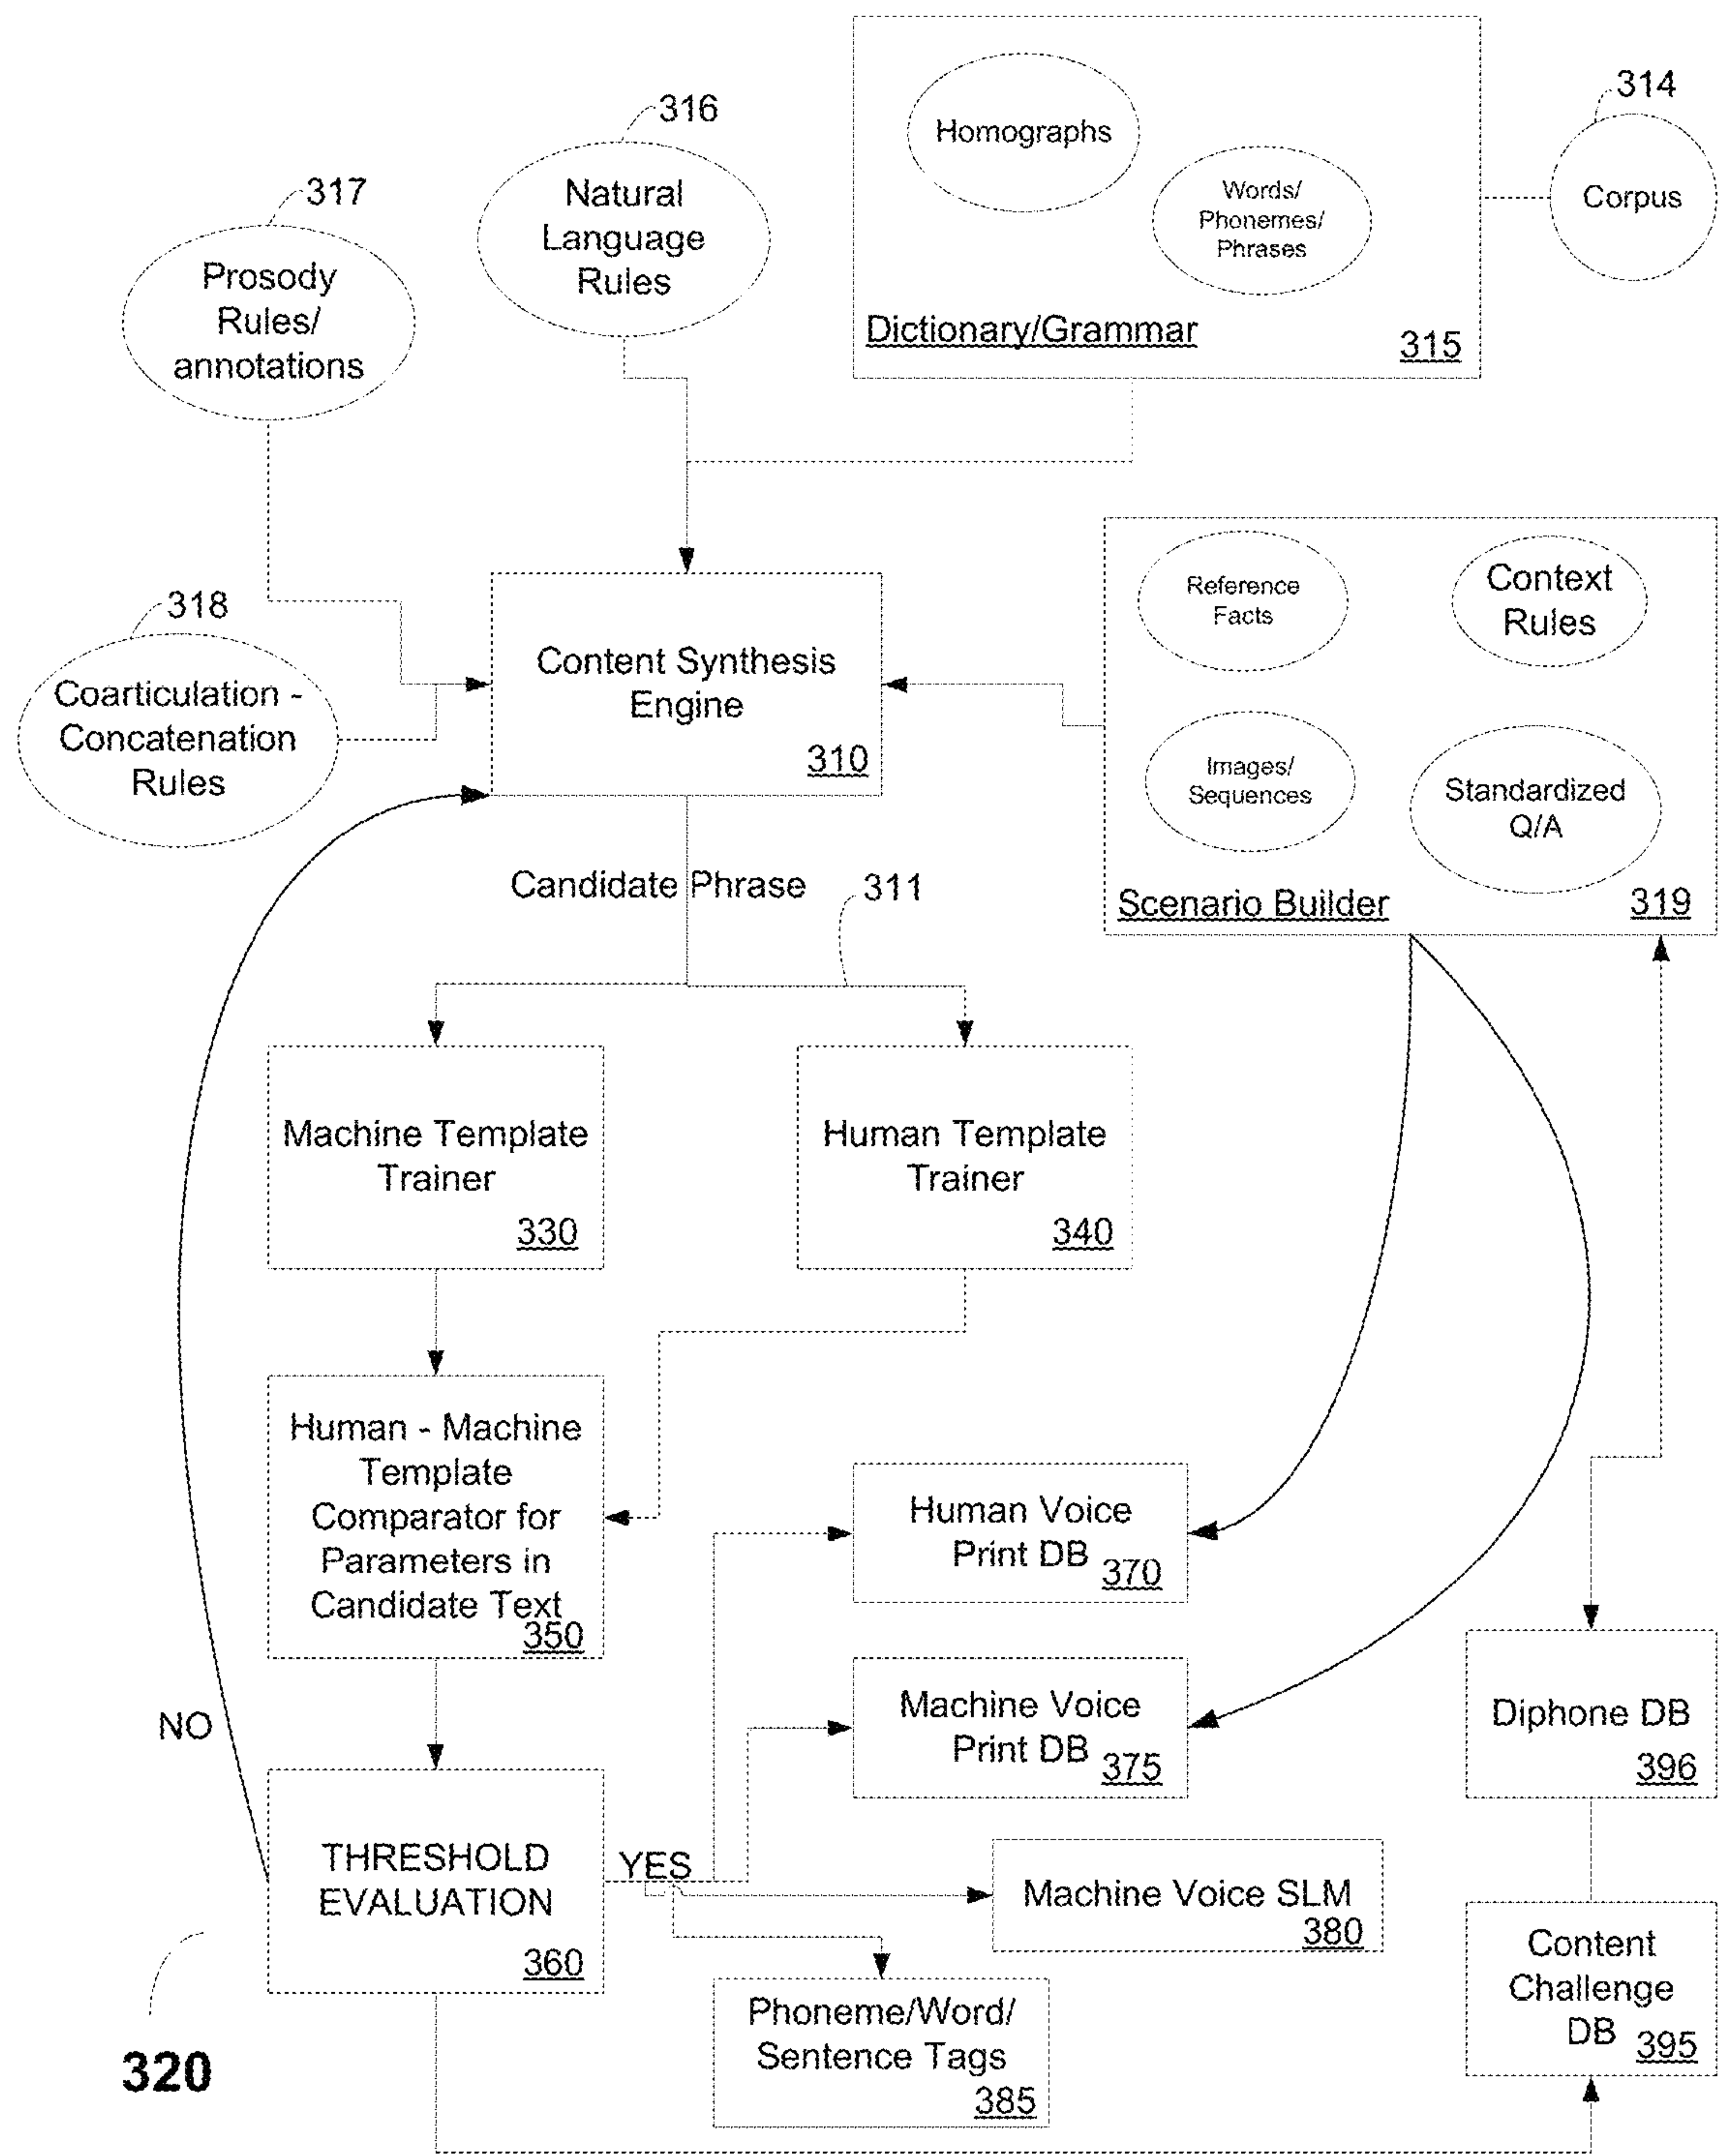 314
Homographs
316
Corpus
Words/
Phonemes/
Phrases
317
Natural
Language
Rules
Prosody
Rules/
annotations
Dictionary/Grammar
315
Reference
Facts
Context
Rules
318
Content Synthesis
Engine
310
Coarticulation -
Concatenation
Rules
Images/
Sequences
Standardized
Q/A
Candidate Phrase
311
Scenario Builder
319
Machine Template
Trainer
330
Human Template
Trainer
340
Human - Machine
Template
Comparator for
Parameters in
Candidate Text
350
Human Voice
Print DB
370
Machine Voice
Print DB
375
Diphone DB
396
NO
THRESHOLD
EVALUATION
360
YES
Machine Voice SLM
380
Content
Challenge
DB
395
Phoneme/Word/
Sentence Tags
385
320